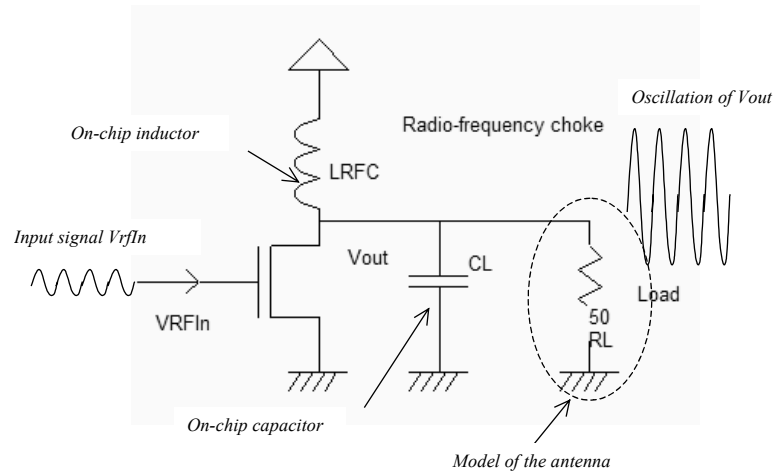 Oscillation of Vout
On-chip inductor
Radio-frequency choke
LRFC
Input signal VrfIn
Vout
CL
Load
VRFIn
50
RL
On-chip capacitor
Model of the antenna